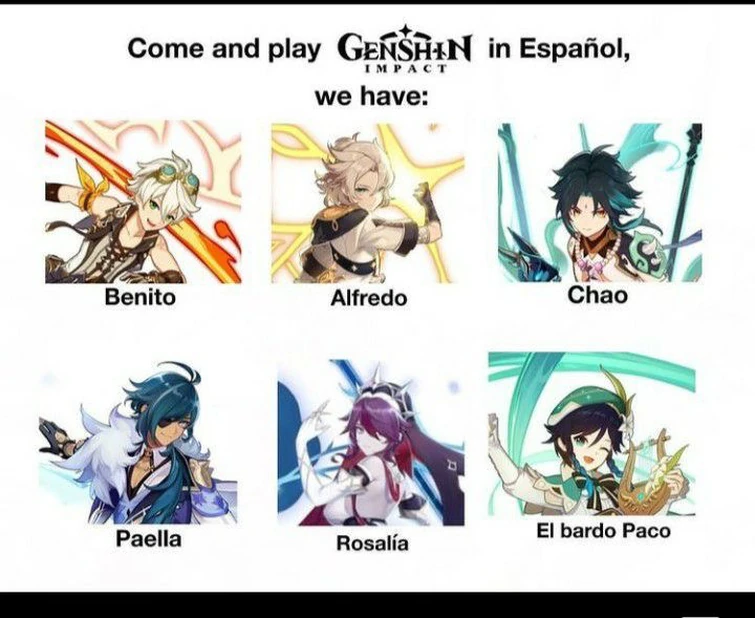 Come and play GENSHIN IMPACT in Español,
we have:
Benito
Alfredo
Chao
Paella
Rosalía
El bardo Paco